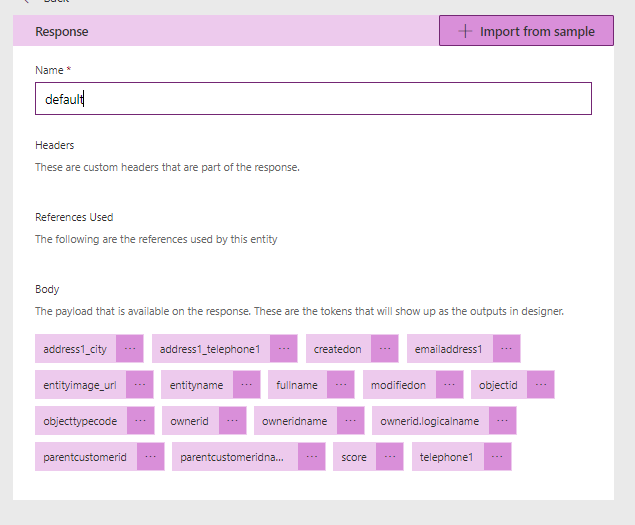 Back
Response
Import from sample
Name *
default
Headers
These are custom headers that are part of the response.
References Used
The following are the references used by this entity
Body
The payload that is available on the response. These are the tokens that will show up as the outputs in designer.
address1_city ... address1_telephone1 ... createdon ... emailaddress1 ...
entityimage_url ... entityname ... fullname ... modifiedon ... objectid ...
objecttypecode ... ownerid ... owneridname ... ownerid.logicalname ...
parentcustomerid ... parentcustomeridna... ... score ... telephone1 ...